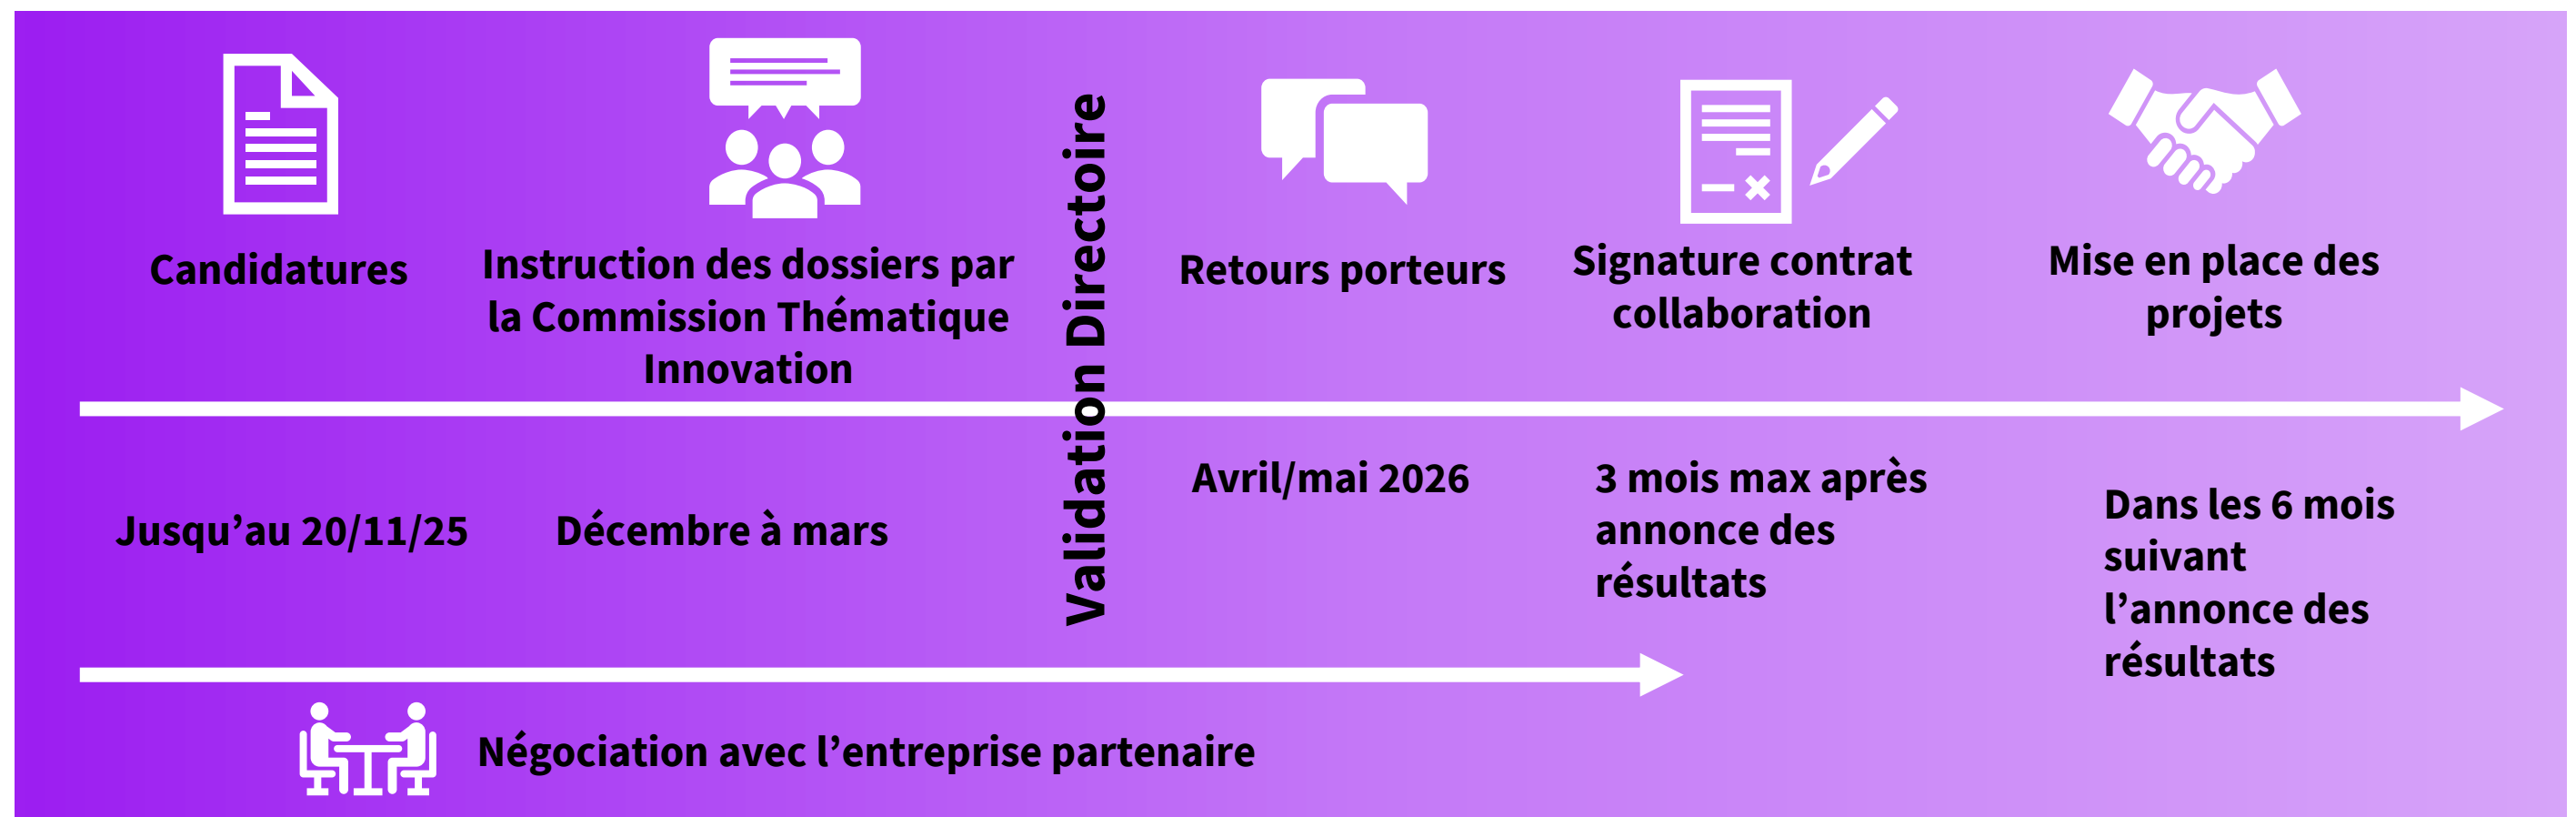 Candidatures
Instruction des dossiers par
la Commission Thématique
Innovation
Validation Directoire
Retours porteurs
Signature contrat
collaboration
Mise en place des
projets
Jusqu’au 20/11/25
Décembre à mars
Avril/mai 2026
3 mois max après
annonce des
résultats
Dans les 6 mois
suivant
l’annonce des
résultats
Négociation avec l’entreprise partenaire